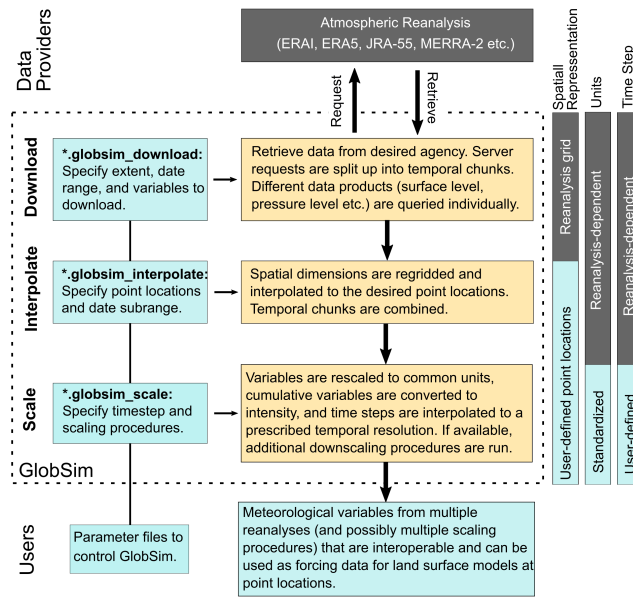 Data
Providers
Atmospheric Reanalysis
(ERAI, ERA5, JRA-55, MERRA-2 etc.)
Request
Retrieve
Spatiall
Representation
Units
Time Step
Download
*.globsim_download:
Specify extent, date
range, and variables to
download.
Retrieve data from desired agency. Server
requests are split up into temporal chunks.
Different data products (surface level,
pressure level etc.) are queried individually.
Interpolate
*.globsim_interpolate:
Specify point locations
and date subrange.
Spatial dimensions are regridded and
interpolated to the desired point locations.
Temporal chunks are combined.
Scale
*.globsim_scale:
Specify timestep and
scaling procedures.
Variables are rescaled to common units,
cumulative variables are converted to
intensity, and time steps are interpolated to a
prescribed temporal resolution. If available,
additional downscaling procedures are run.
GlobSim
Reanalysis grid
User-defined point locations
Reanalysis-dependent
Standardized
Reanalysis-dependent
User-defined
Users
Parameter files to
control GlobSim.
Meteorological variables from multiple
reanalyses (and possibly multiple scaling
procedures) that are interoperable and can be
used as forcing data for land surface models at
point locations.